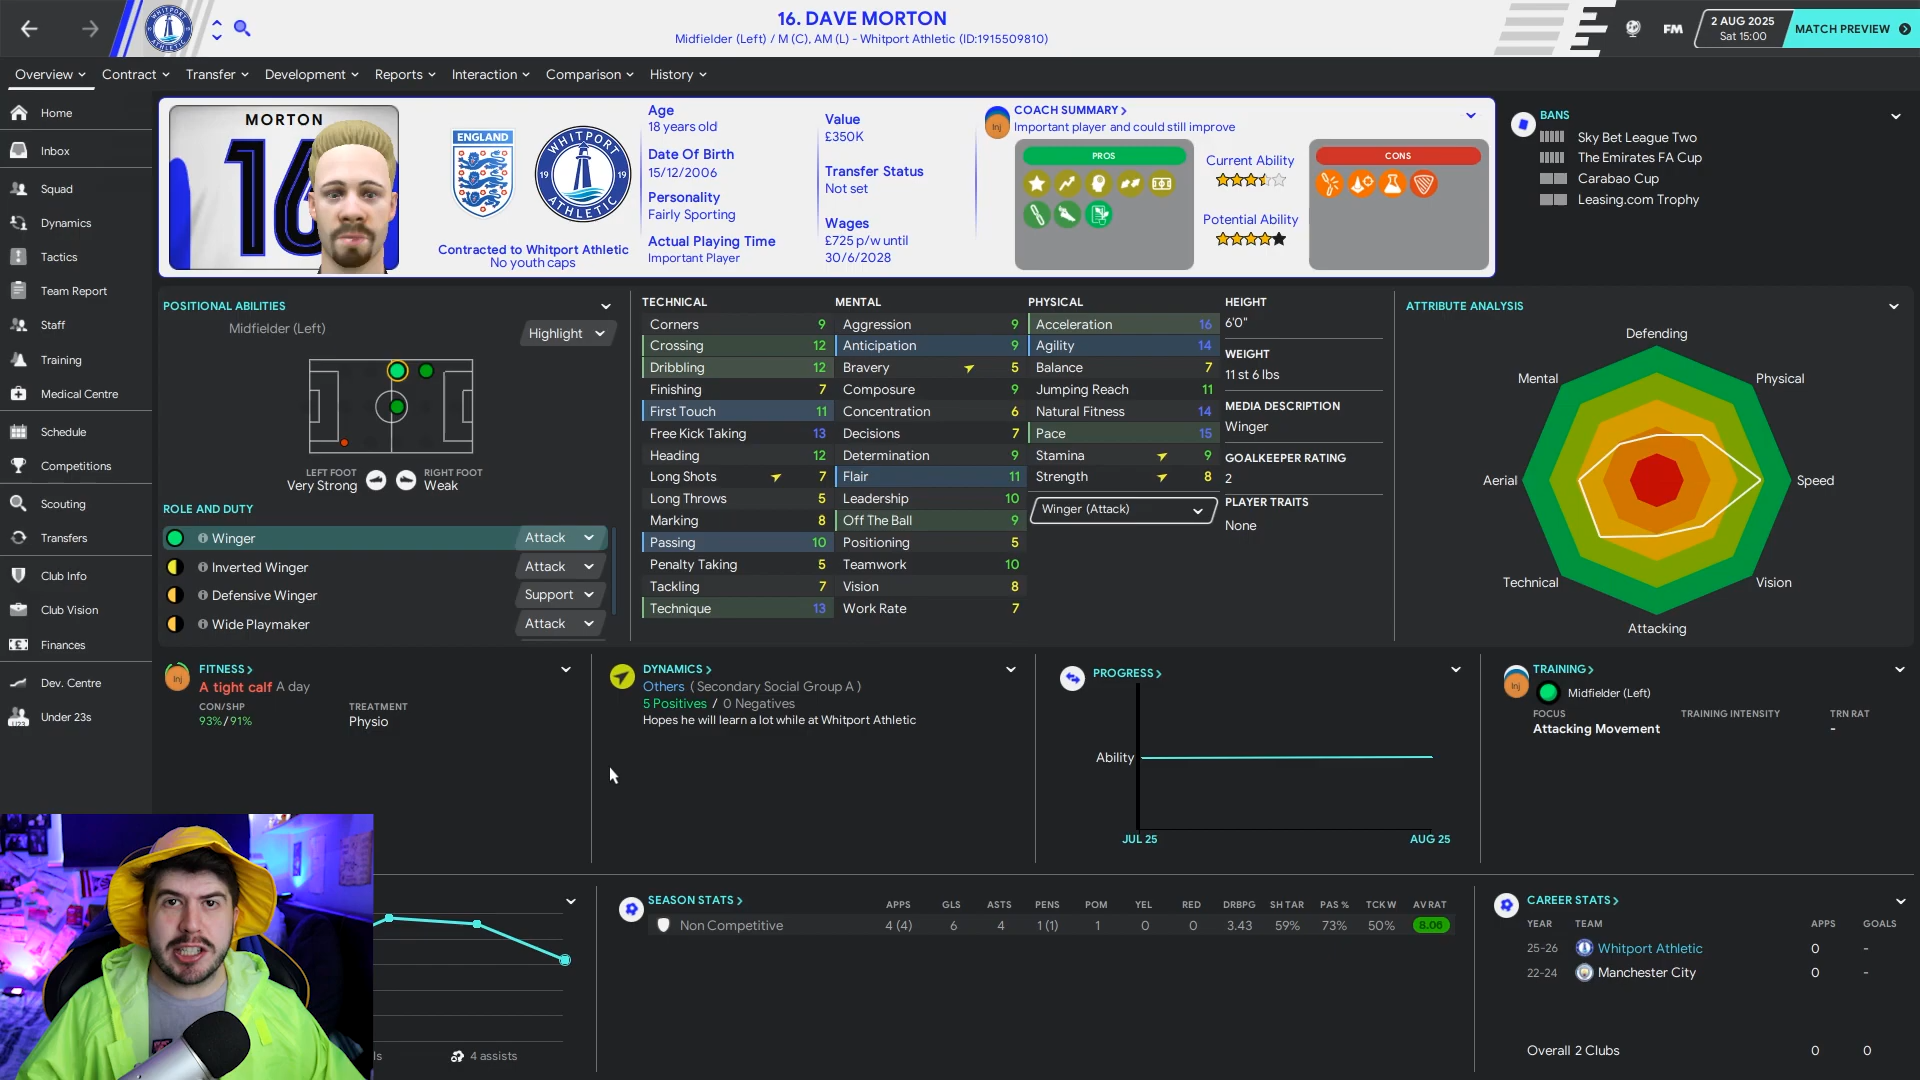 16. DAVE MORTON
Midfielder (Left) / M (C), AM (L) - Whitport Athletic (ID:1915509810)
FM
2 AUG 2025
Sat 15:00
MATCH PREVIEW
Overview
Contract
Transfer
Development
Reports
Interaction
Comparison
History
Home
Inbox
Squad
Dynamics
Tactics
Team Report
Staff
Training
Medical Centre
Schedule
Competitions
Scouting
Transfers
Club Info
Club Vision
Finances
Dev. Centre
Under 23s
MORTON
16
ENGLAND
WHITPORT
19 19
ATHLETIC
Contracted to Whitport Athletic
No youth caps
Age
18 years old
Date Of Birth
15/12/2006
Personality
Fairly Sporting
Actual Playing Time
Important Player
Value
£350K
Transfer Status
Not set
Wages
£725 p/w until
30/6/2028
Inj
COACH SUMMARY
Important player and could still improve
PROS
Current Ability
Potential Ability
CONS
BANS
Sky Bet League Two
The Emirates FA Cup
Carabao Cup
Leasing.com Trophy
POSITIONAL ABILITIES
Midfielder (Left)
Highlight
LEFT FOOT
Very Strong
RIGHT FOOT
Weak
ROLE AND DUTY
Winger Attack
Inverted Winger Attack
Defensive Winger Support
Wide Playmaker Attack
TECHNICAL
Corners 9
Crossing 12
Dribbling 12
Finishing 7
First Touch 11
Free Kick Taking 13
Heading 12
Long Shots 7
Long Throws 5
Marking 8
Passing 10
Penalty Taking 5
Tackling 7
Technique 13
MENTAL
Aggression 9
Anticipation 9
Bravery 5
Composure 9
Concentration 6
Decisions 7
Determination 9
Flair 11
Leadership 10
Off The Ball 9
Positioning 5
Teamwork 10
Vision 8
Work Rate 7
PHYSICAL
Acceleration 16
Agility 14
Balance 7
Jumping Reach 11
Natural Fitness 14
Pace 15
Stamina 9
Strength 8
Winger (Attack)
HEIGHT
6'0"
WEIGHT
11 st 6 lbs
MEDIA DESCRIPTION
Winger
GOALKEEPER RATING
2
PLAYER TRAITS
None
ATTRIBUTE ANALYSIS
Defending
Mental
Physical
Aerial
Speed
Technical
Vision
Attacking
Inj
FITNESS
A tight calf A day
CON/SHP
93% / 91%
TREATMENT
Physio
DYNAMICS
Others ( Secondary Social Group A )
5 Positives / 0 Negatives
Hopes he will learn a lot while at Whitport Athletic
PROGRESS
Ability
JUL 25
AUG 25
Inj
TRAINING
Midfielder (Left)
FOCUS TRAINING INTENSITY TRN RAT
Attacking Movement -
ls
4 assists
SEASON STATS APPS GLS ASTS PENS POM YEL RED DRBPG SH TAR PAS % TCK W AV RAT
Non Competitive 4 (4) 6 4 1 (1) 1 0 0 3.43 59% 73% 50% 8.06
CAREER STATS
YEAR TEAM APPS GOALS
25-26 Whitport Athletic 0 -
22-24 Manchester City 0 -
Overall 2 Clubs 0 0